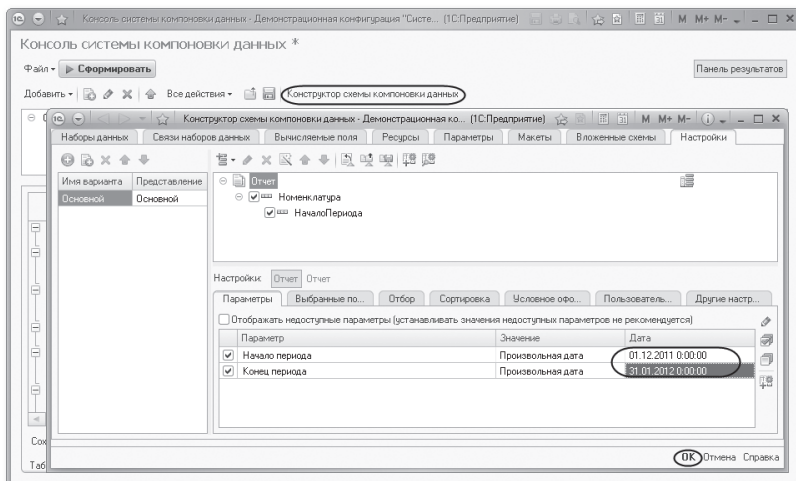 Консоль системы компоновки данных - Демонстрационная конфигурация "Систе... (1С:Предприятие) M M+ M-
Консоль системы компоновки данных *
Файл Сформировать Панель результатов
Добавить Все действия Конструктор схемы компоновки данных
Конструктор схемы компоновки данных - Демонстрационная ко... (1С:Предприятие) M M+ M-
Наборы данных Связи наборов данных Вычисляемые поля Ресурсы Параметры Макеты Вложенные схемы Настройки
Имя варианта Представление
Основной Основной
Отчет
Номенклатура
НачалоПериода
Настройки: Отчет Отчет
Параметры Выбранные по... Отбор Сортировка Условное офо... Пользователь... Другие настр...
Отображать недоступные параметры (устанавливать значения недоступных параметров не рекомендуется)
Параметр Значение Дата
Начало периода Произвольная дата 01.12.2011 0:00:00
Конец периода Произвольная дата 31.01.2012 0:00:00
Сох
OK Отмена Справка
Таб